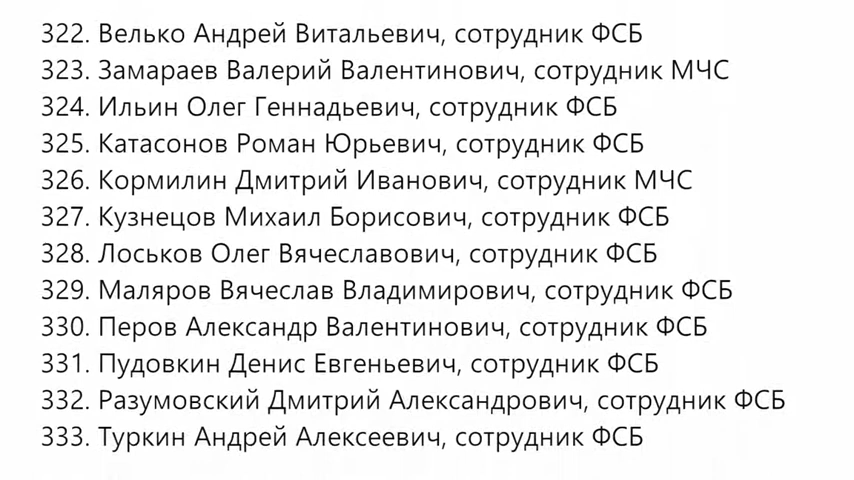 322. Велько Андрей Витальевич, сотрудник ФСБ
323. Замараев Валерий Валентинович, сотрудник МЧС
324. Ильин Олег Геннадьевич, сотрудник ФСБ
325. Катасонов Роман Юрьевич, сотрудник ФСБ
326. Кормилин Дмитрий Иванович, сотрудник МЧС
327. Кузнецов Михаил Борисович, сотрудник ФСБ
328. Лоськов Олег Вячеславович, сотрудник ФСБ
329. Маляров Вячеслав Владимирович, сотрудник ФСБ
330. Перов Александр Валентинович, сотрудник ФСБ
331. Пудовкин Денис Евгеньевич, сотрудник ФСБ
332. Разумовский Дмитрий Александрович, сотрудник ФСБ
333. Туркин Андрей Алексеевич, сотрудник ФСБ